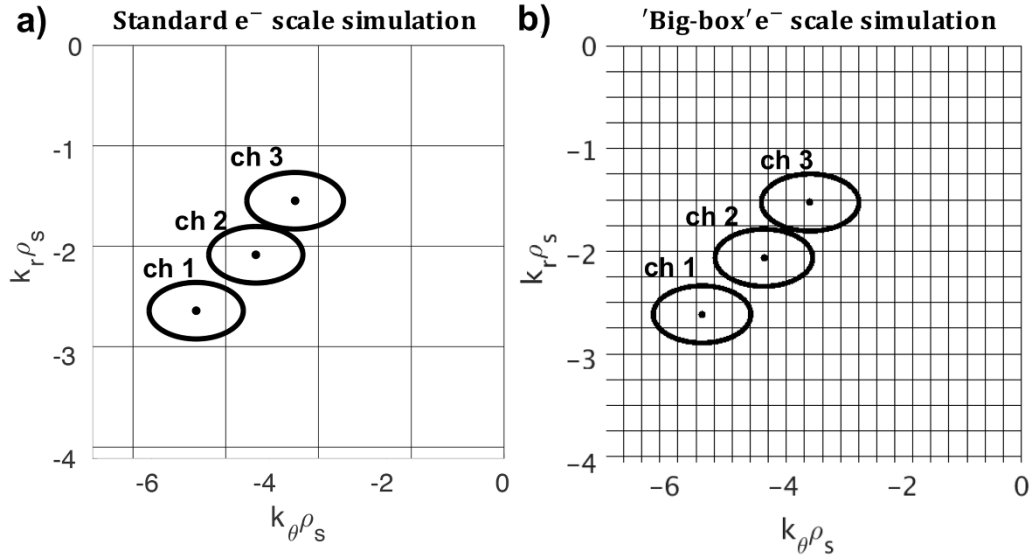 a) Standard e⁻ scale simulation
0
-1
-2
-3
-4
k_rρ_s
ch 3
ch 2
ch 1
-6 -4 -2 0
k_θρ_s
b) 'Big-box' e⁻ scale simulation
0
−1
−2
−3
−4
k_rρ_s
ch 3
ch 2
ch 1
−6 −4 −2 0
k_θρ_s